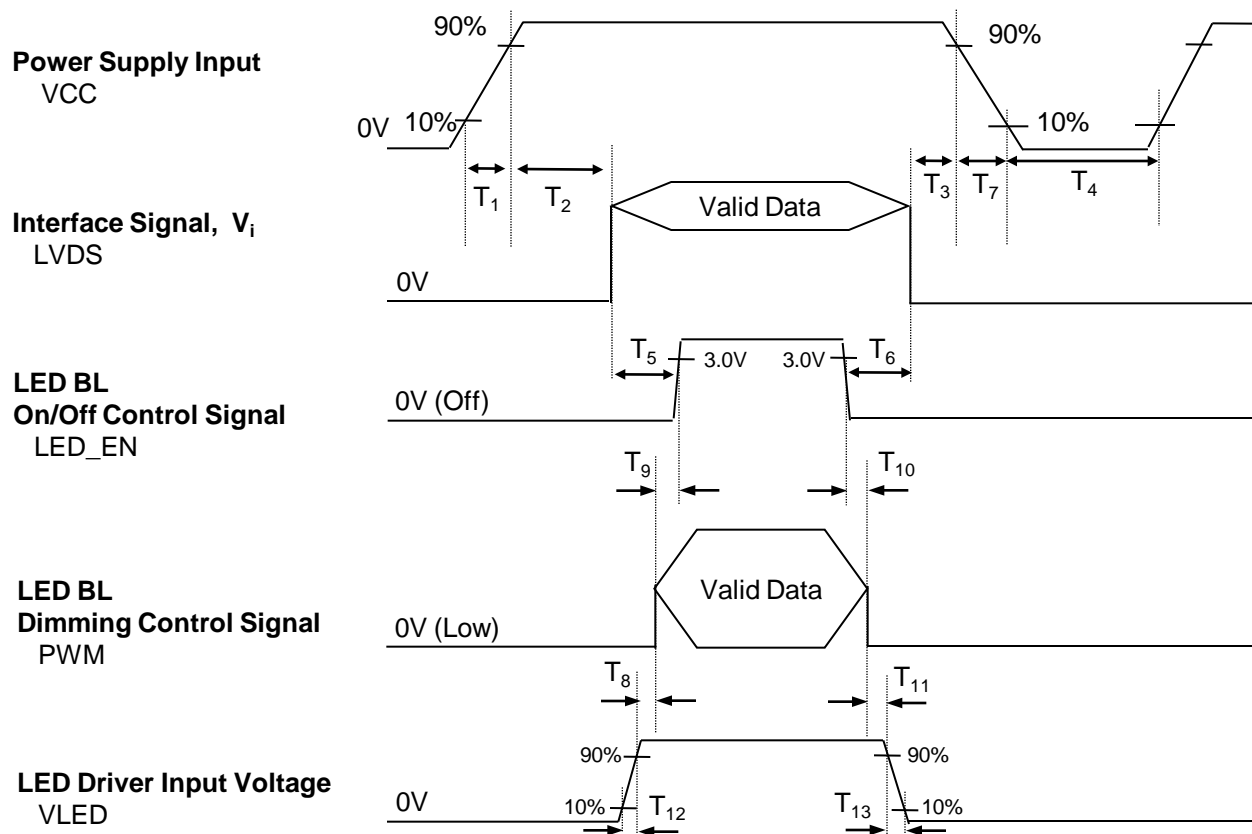 90%
90%
Power Supply Input
VCC
0V
10%
10%
T1
T2
T3
T7
T4
Interface Signal, Vi
LVDS
Valid Data
0V
T5
3.0V
3.0V
T6
LED BL
On/Off Control Signal
LED_EN
0V (Off)
T9
T10
LED BL
Dimming Control Signal
PWM
Valid Data
0V (Low)
T8
T11
90%
90%
LED Driver Input Voltage
VLED
0V
10%
T12
T13
10%